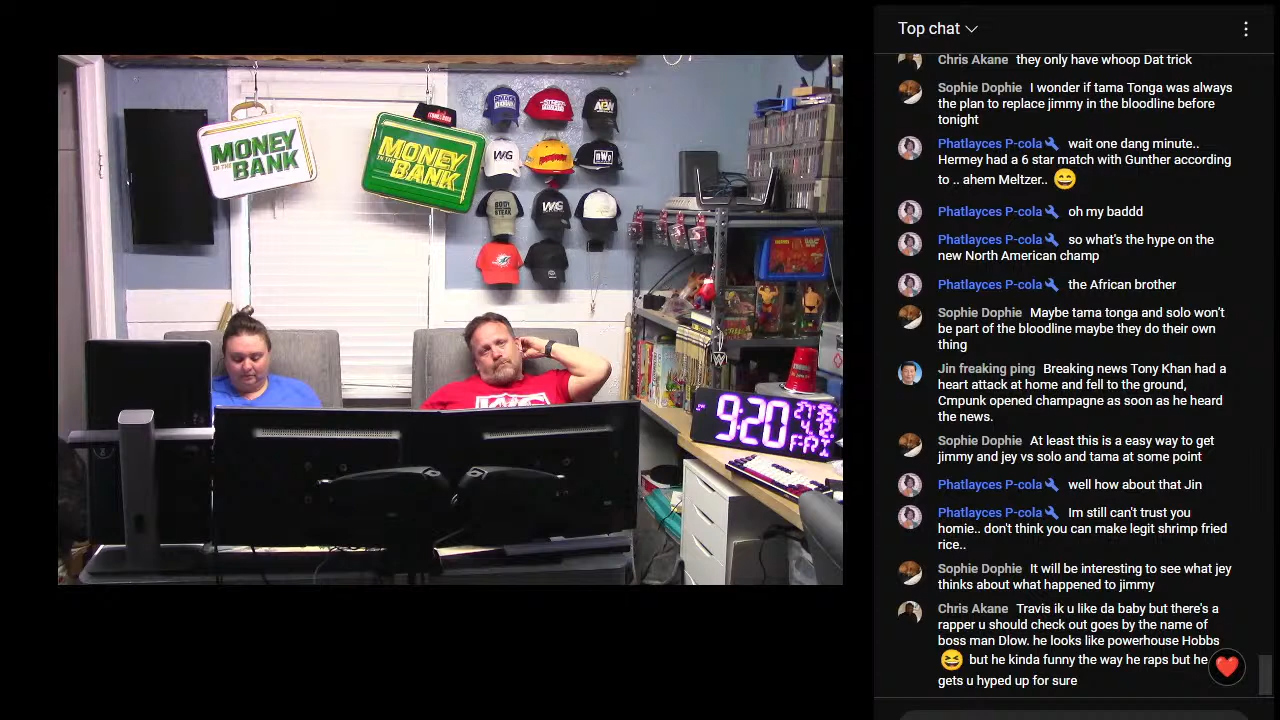 Top chat
Chris Akane they only have whoop Dat trick
Sophie Dophie I wonder if tama Tonga was always
the plan to replace jimmy in the bloodline before
tonight
Phatlayces P-cola wait one dang minute..
Hermey had a 6 star match with Gunther according
to .. ahem Meltzer.. 😄
Phatlayces P-cola oh my baddd
Phatlayces P-cola so what's the hype on the
new North American champ
Phatlayces P-cola the African brother
Sophie Dophie Maybe tama tonga and solo won't
be part of the bloodline maybe they do their own
thing
Jin freaking ping Breaking news Tony Khan had a
heart attack at home and fell to the ground,
Cmpunk opened champagne as soon as he heard
the news.
Sophie Dophie At least this is a easy way to get
jimmy and jey vs solo and tama at some point
Phatlayces P-cola well how about that Jin
Phatlayces P-cola Im still can't trust you
homie.. don't think you can make legit shrimp fried
rice..
Sophie Dophie It will be interesting to see what jey
thinks about what happened to jimmy
Chris Akane Travis ik u like da baby but there's a
rapper u should check out goes by the name of
boss man Dlow. he looks like powerhouse Hobbs
😆 but he kinda funny the way he raps but he
gets u hyped up for sure
MONEY
IN THE BANK
MONEY
IN THE BANK
WG
nWo
BODY
WG
9:20
FRI